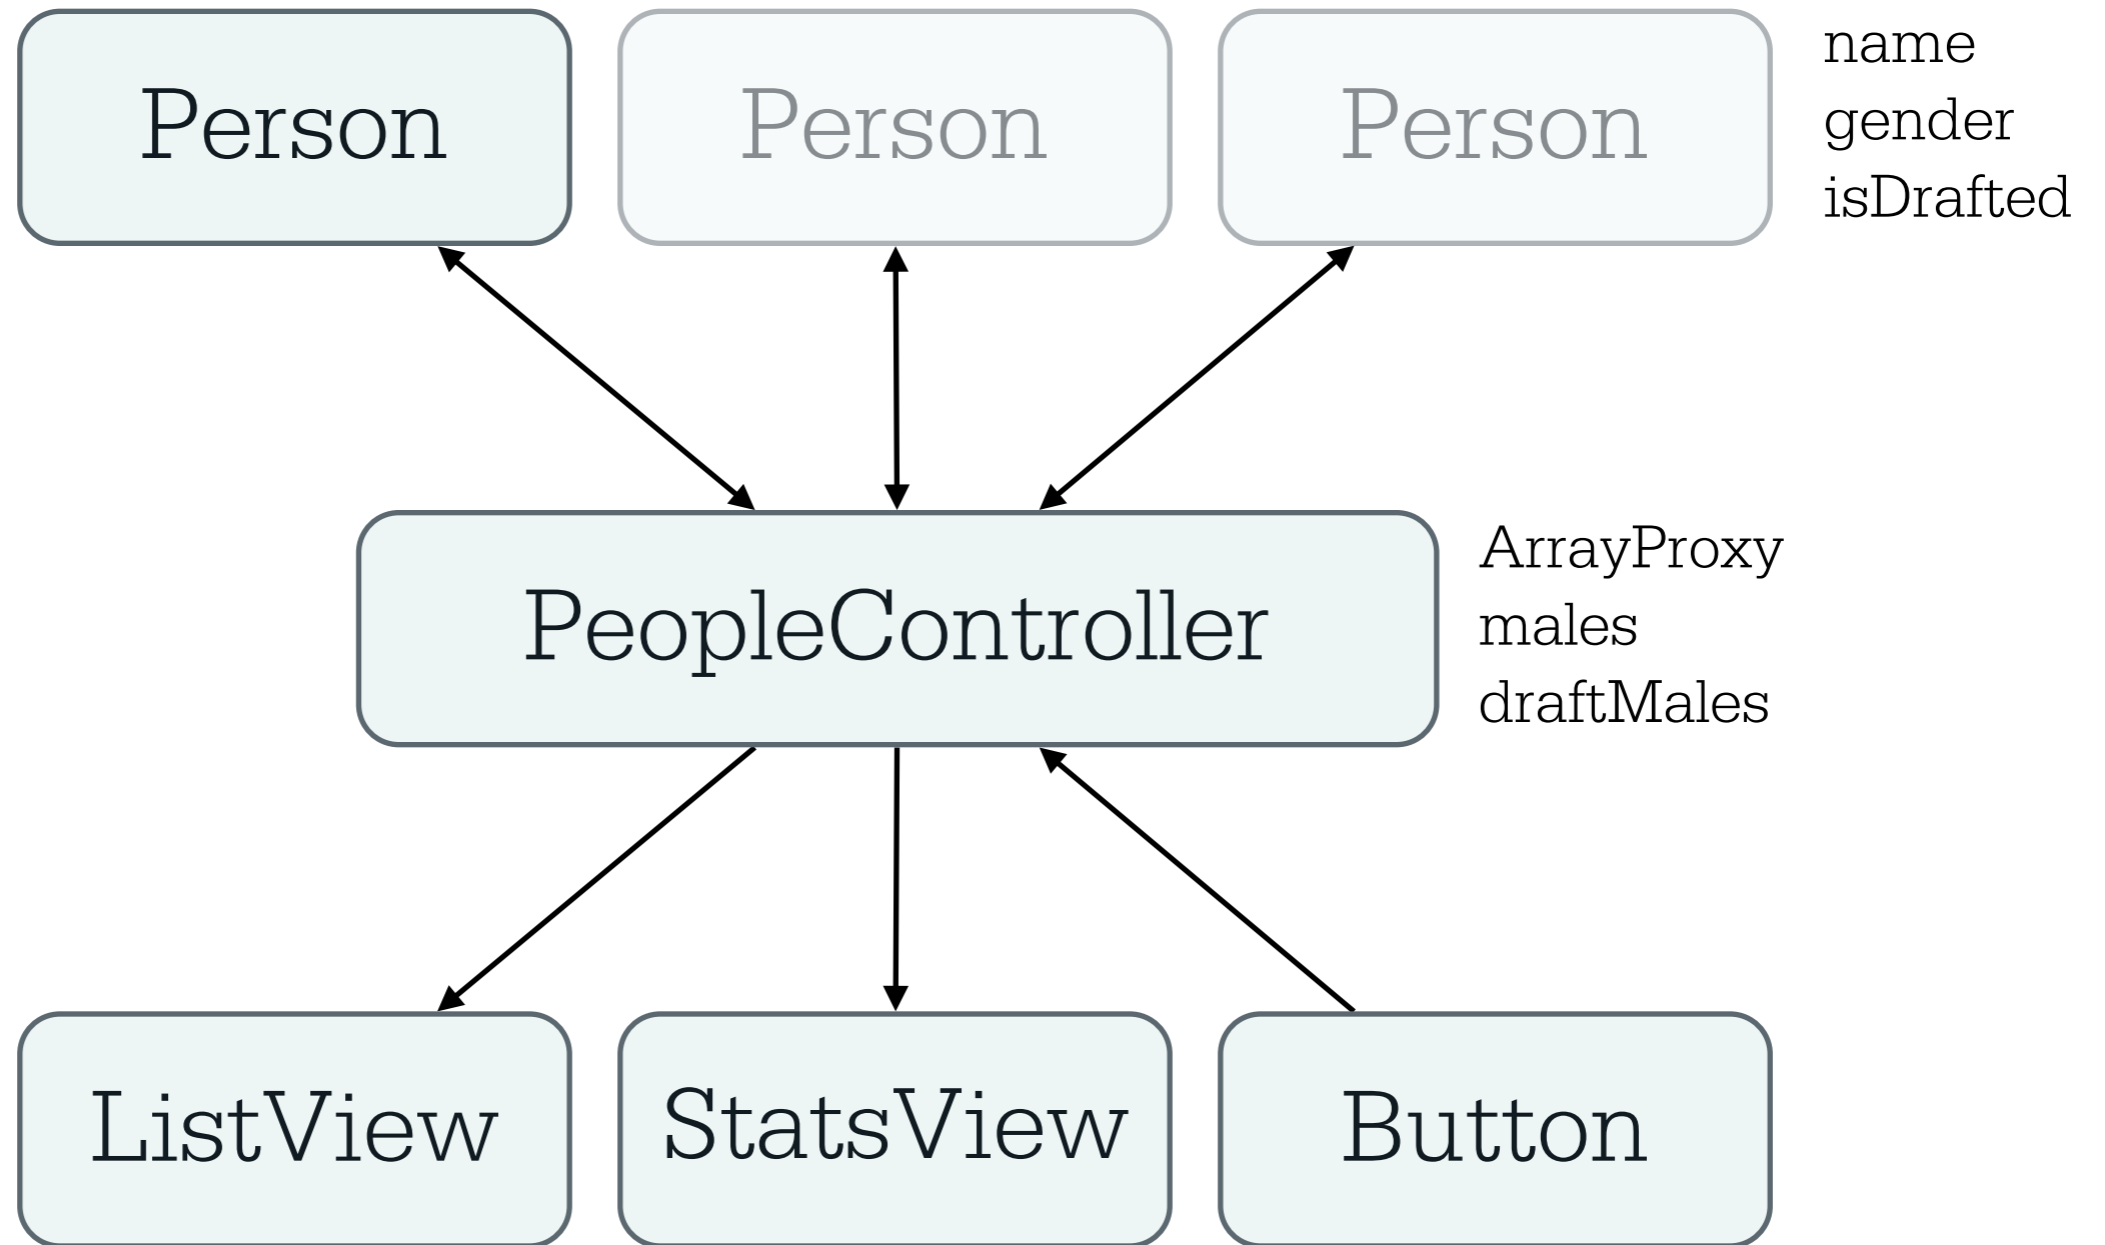 Person
Person
Person
name
gender
isDrafted
PeopleController
ArrayProxy
males
draftMales
ListView
StatsView
Button